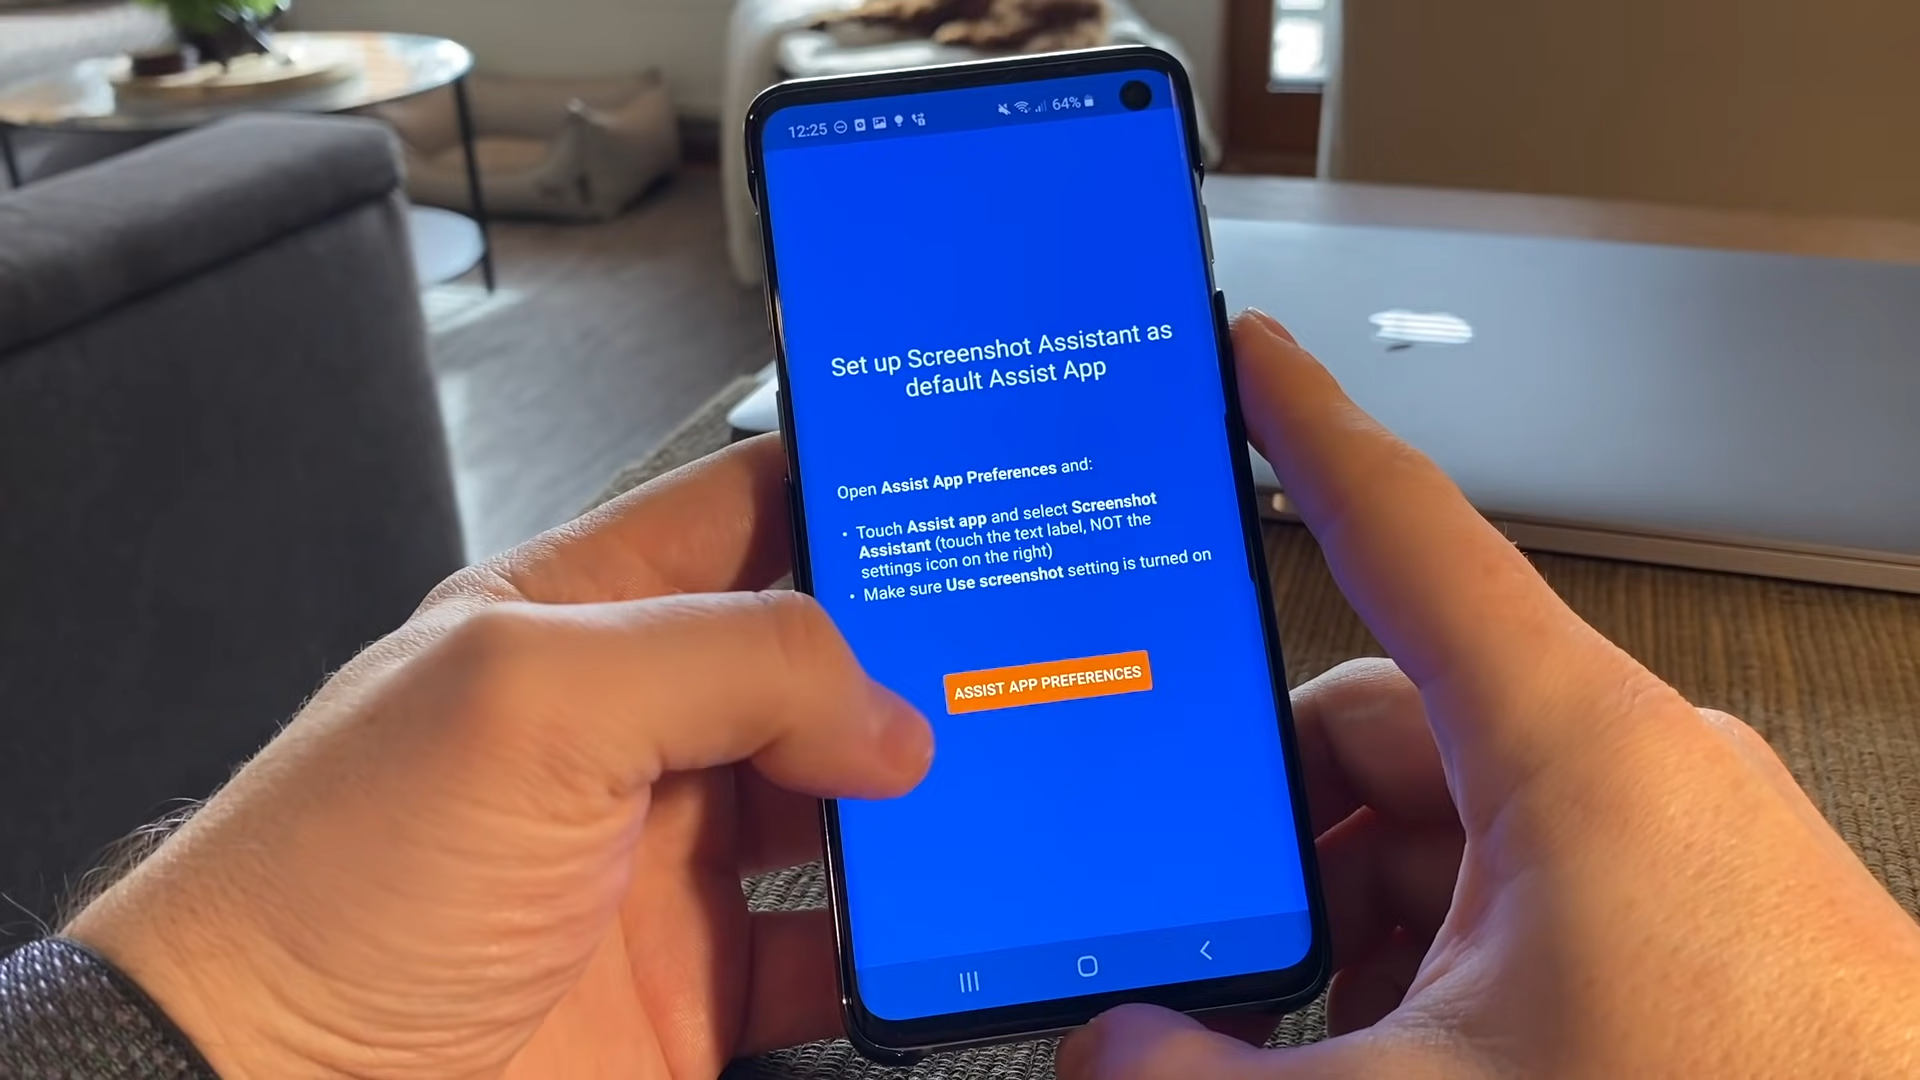 12:25 64%
Set up Screenshot Assistant as
default Assist App
Open Assist App Preferences and:
• Touch Assist app and select Screenshot
Assistant (touch the text label, NOT the
settings icon on the right)
• Make sure Use screenshot setting is turned on
ASSIST APP PREFERENCES